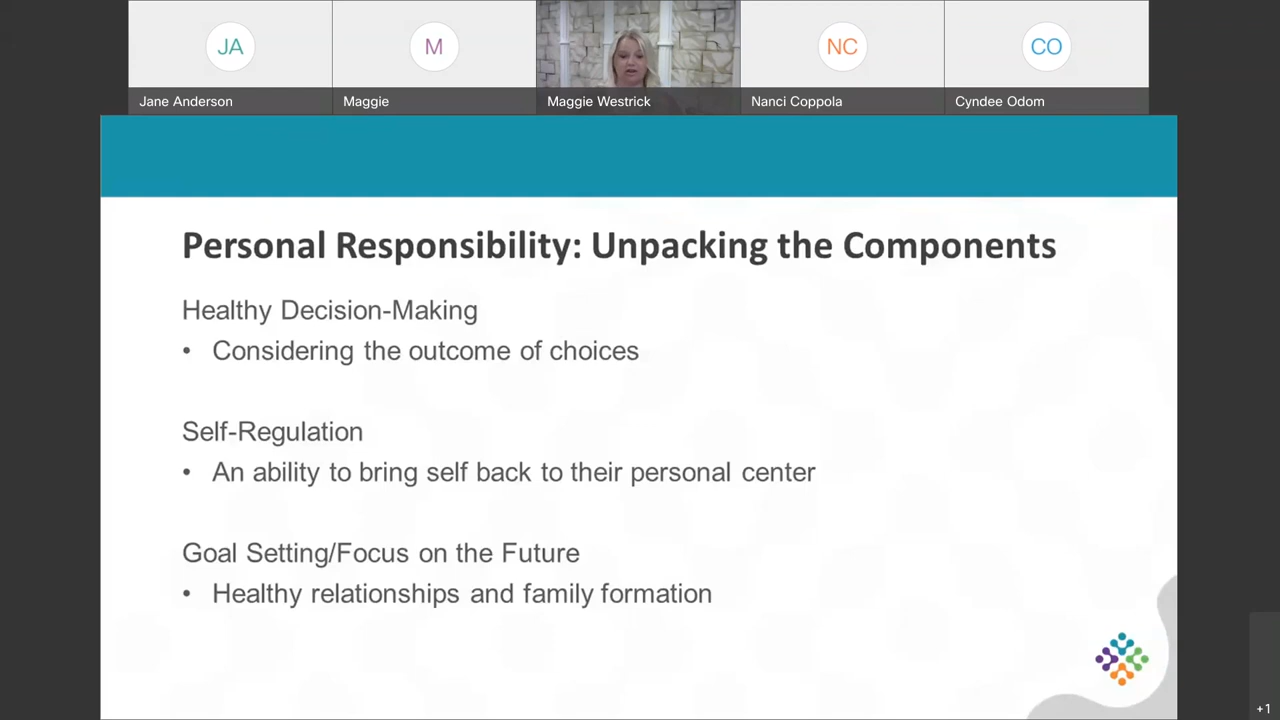 JA
M
NC
CO
Jane Anderson
Maggie
Maggie Westrick
Nanci Coppola
Cyndee Odom
Personal Responsibility: Unpacking the Components
Healthy Decision-Making
• Considering the outcome of choices
Self-Regulation
• An ability to bring self back to their personal center
Goal Setting/Focus on the Future
• Healthy relationships and family formation
+1